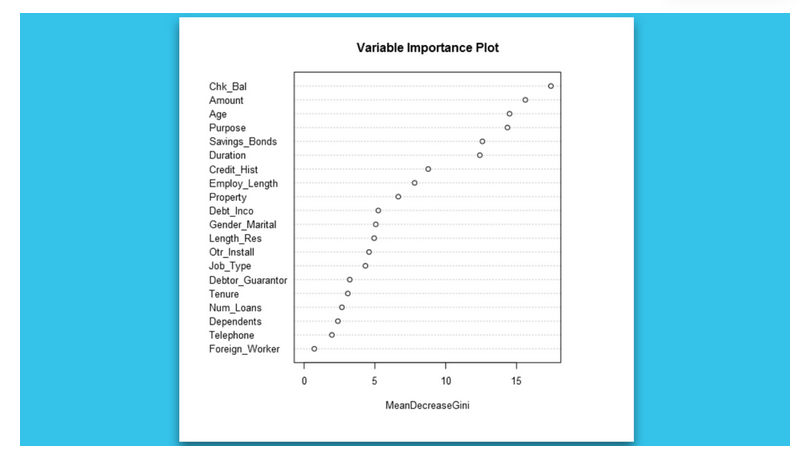 Variable Importance Plot
Chk_Bal
Amount
Age
Purpose
Savings_Bonds
Duration
Credit_Hist
Employ_Length
Property
Debt_Inco
Gender_Marital
Length_Res
Otr_Install
Job_Type
Debtor_Guarantor
Tenure
Num_Loans
Dependents
Telephone
Foreign_Worker
0 5 10 15
MeanDecreaseGini